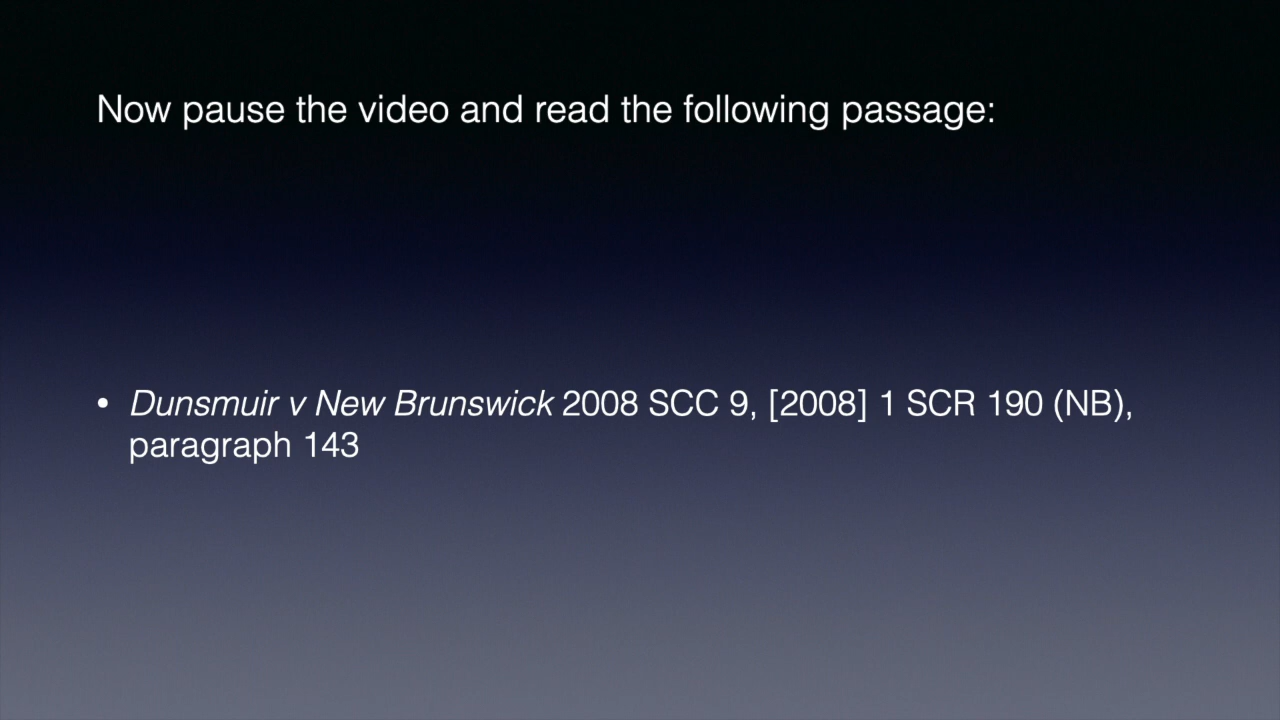 Now pause the video and read the following passage:
• Dunsmuir v New Brunswick 2008 SCC 9, [2008] 1 SCR 190 (NB),
paragraph 143